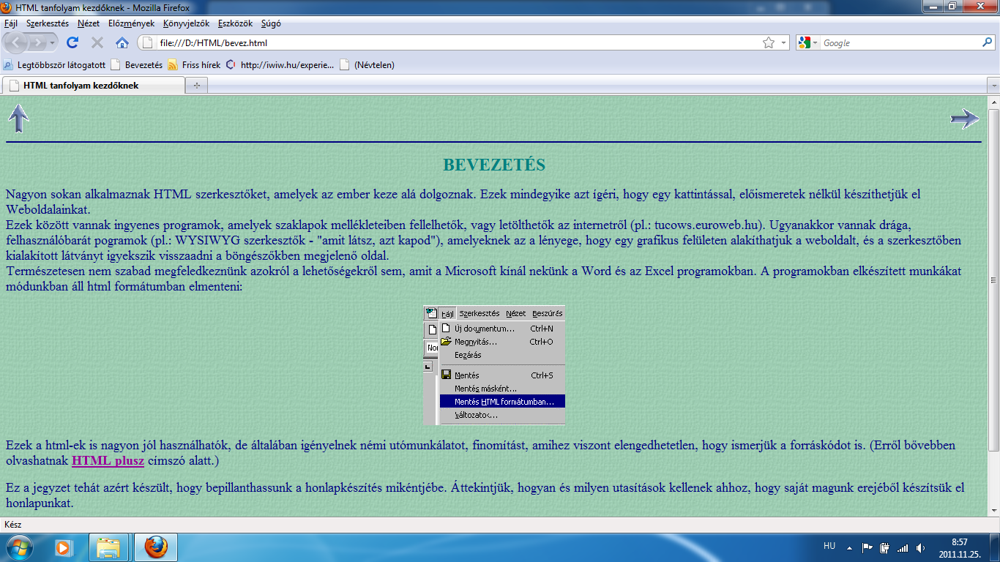 HTML tanfolyam kezdőknek - Mozilla Firefox
Fájl Szerkesztés Nézet Előzmények Könyvjelzők Eszközök Súgó
file:///D:/HTML/bevez.html
Google
Legtöbbször látogatott Bevezetés Friss hírek http://iwiw.hu/experie... (Névtelen)
HTML tanfolyam kezdőknek
BEVEZETÉS
Nagyon sokan alkalmaznak HTML szerkesztőket, amelyek az ember keze alá dolgoznak. Ezek mindegyike azt ígéri, hogy egy kattintással, előismeretek nélkül készíthetjük el
Weboldalainkat.
Ezek között vannak ingyenes programok, amelyek szaklapok mellékleteiben fellelhetők, vagy letölthetők az internetről (pl.: tucows.euroweb.hu). Ugyanakkor vannak drága,
felhasználóbarát pogramok (pl.: WYSIWYG szerkesztők - "amit látsz, azt kapod"), amelyeknek az a lényege, hogy egy grafikus felületen alakíthatjuk a weboldalt, és a szerkesztőben
kialakított látványt igyekszik visszaadni a böngészőkben megjelenő oldal.
Természetesen nem szabad megfeledkeznünk azokról a lehetőségekről sem, amit a Microsoft kínál nekünk a Word és az Excel programokban. A programokban elkészített munkákat
módunkban áll html formátumban elmenteni:
Fájl Szerkesztés Nézet Beszúrás
Új dokumentum... Ctrl+N
Megnyitás... Ctrl+O
Nor
Bezárás
Mentés Ctrl+S
Mentés másként...
Mentés HTML formátumban...
Változatok...
Ezek a html-ek is nagyon jól használhatók, de általában igényelnek némi utómunkálatot, finomítást, amihez viszont elengedhetetlen, hogy ismerjük a forráskódot is. (Erről bővebben
olvashatnak HTML plusz címszó alatt.)
Ez a jegyzet tehát azért készült, hogy bepillanthassunk a honlapkészítés mikéntjébe. Áttekintjük, hogyan és milyen utasítások kellenek ahhoz, hogy saját magunk erejéből készítsük el
honlapunkat.
Kész
HU
8:57
2011.11.25.